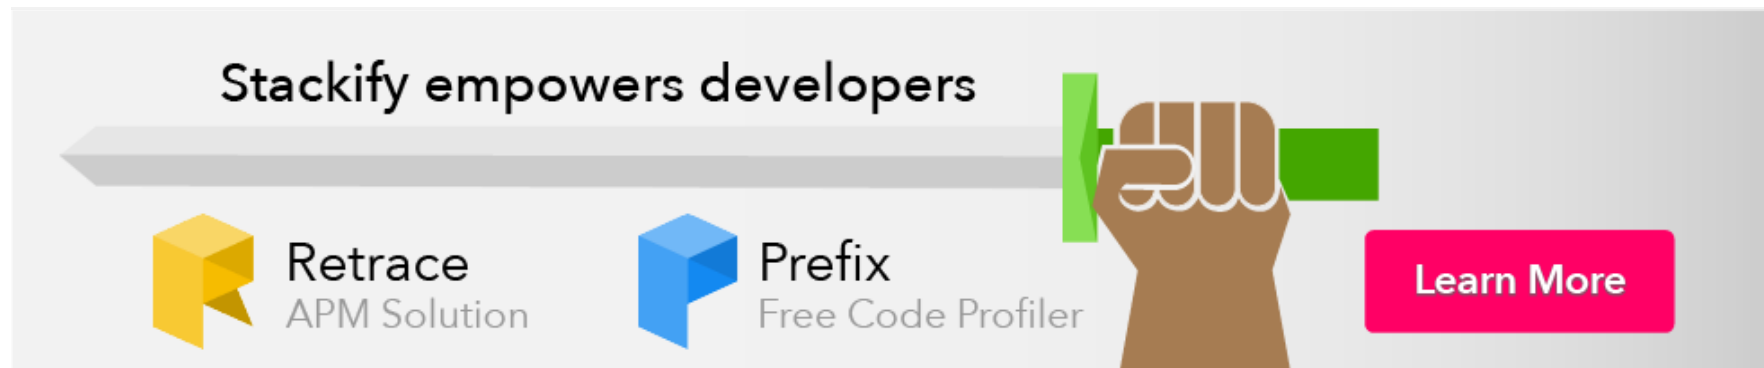 Stackify empowers developers
Retrace
APM Solution
Prefix
Free Code Profiler
Learn More